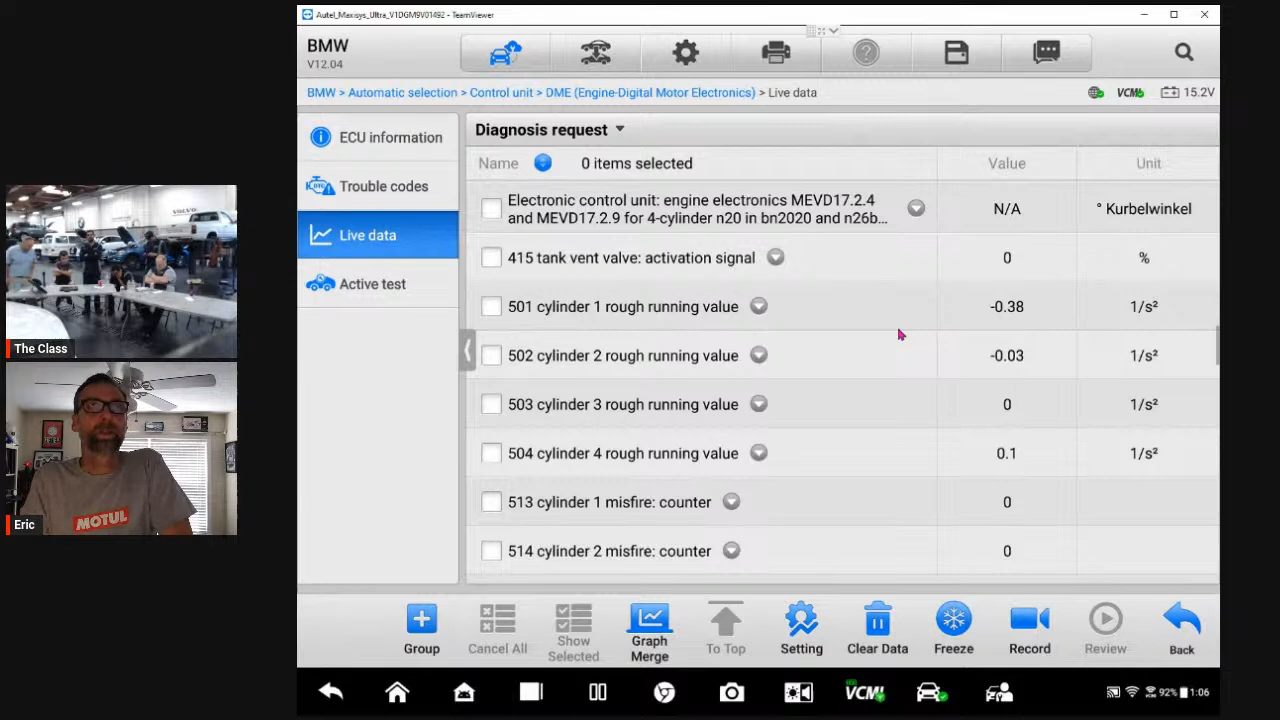 Autel_Maxisys_Ultra_V1DGM9V01492 - TeamViewer
BMW
V12.04
BMW > Automatic selection > Control unit > DME (Engine-Digital Motor Electronics) > Live data
VCMI
15.2V
ECU information
Trouble codes
Live data
Active test
Diagnosis request
Name 0 items selected Value Unit
Electronic control unit: engine electronics MEVD17.2.4
and MEVD17.2.9 for 4-cylinder n20 in bn2020 and n26b...
N/A ° Kurbelwinkel
415 tank vent valve: activation signal 0 %
501 cylinder 1 rough running value -0.38 1/s²
502 cylinder 2 rough running value -0.03 1/s²
503 cylinder 3 rough running value 0 1/s²
504 cylinder 4 rough running value 0.1 1/s²
513 cylinder 1 misfire: counter 0
514 cylinder 2 misfire: counter 0
Group
Cancel All
Show
Selected
Graph
Merge
To Top
Setting
Clear Data
Freeze
Record
Review
Back
VCMI
92% 1:06
VOLVO
The Class
MOTUL
Eric